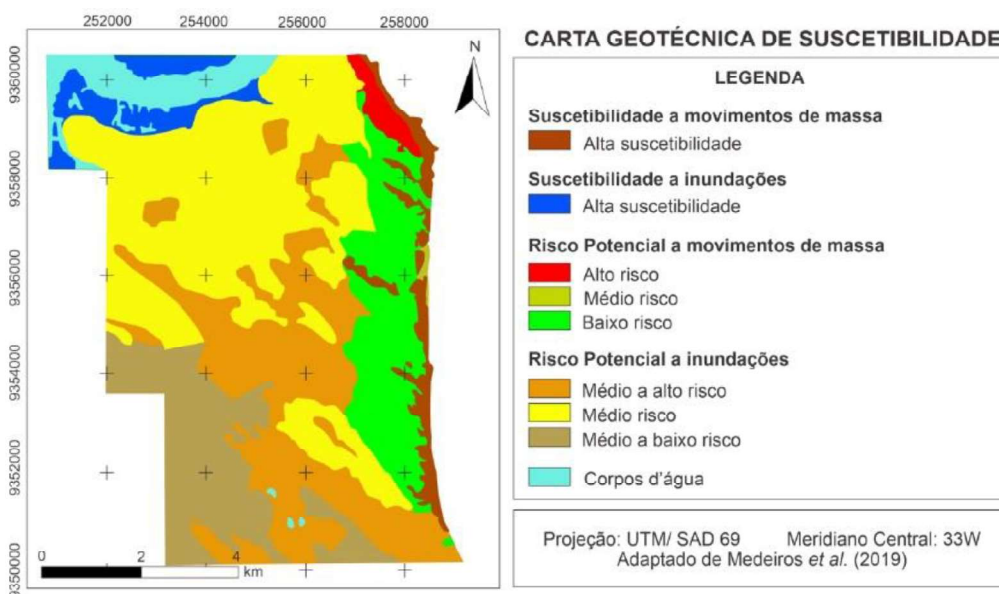 252000 254000 256000 258000
9360000
9358000
9356000
9354000
9352000
9350000
N
0 2 4
km
CARTA GEOTÉCNICA DE SUSCETIBILIDADE
LEGENDA
Suscetibilidade a movimentos de massa
Alta suscetibilidade
Suscetibilidade a inundações
Alta suscetibilidade
Risco Potencial a movimentos de massa
Alto risco
Médio risco
Baixo risco
Risco Potencial a inundações
Médio a alto risco
Médio risco
Médio a baixo risco
Corpos d'água
Projeção: UTM/ SAD 69 Meridiano Central: 33W
Adaptado de Medeiros et al. (2019)